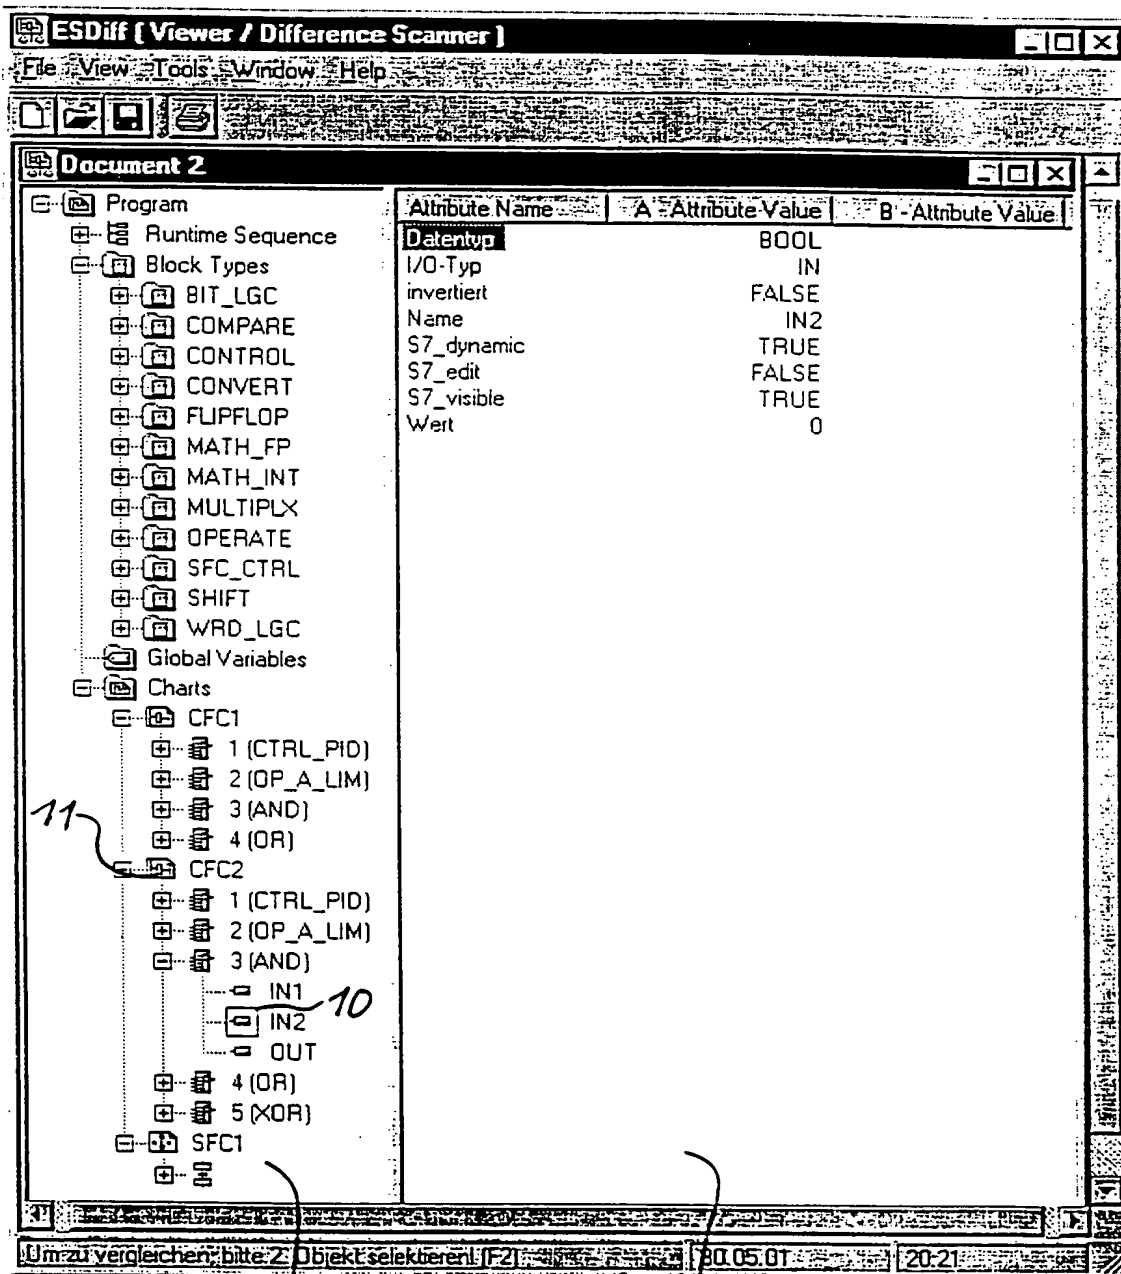 ESDiff [ Viewer / Difference Scanner ]
File View Tools Window Help
Document 2
Program
Runtime Sequence
Block Types
BIT_LGC
COMPARE
CONTROL
CONVERT
FLIPFLOP
MATH_FP
MATH_INT
MULTIPLX
OPERATE
SFC_CTRL
SHIFT
WRD_LGC
Global Variables
Charts
CFC1
1 (CTRL_PID)
2 (OP_A_LIM)
3 (AND)
4 (OR)
11
CFC2
1 (CTRL_PID)
2 (OP_A_LIM)
3 (AND)
IN1
10
IN2
OUT
4 (OR)
5 (XOR)
SFC1
Attribute Name A - Attribute Value B - Attribute Value
Datentyp BOOL
I/O-Typ IN
invertiert FALSE
Name IN2
S7_dynamic TRUE
S7_edit FALSE
S7_visible TRUE
Wert 0
Um zu vergleichen, bitte 2. Objekt selektieren! (F2) 30.05.01 20:21